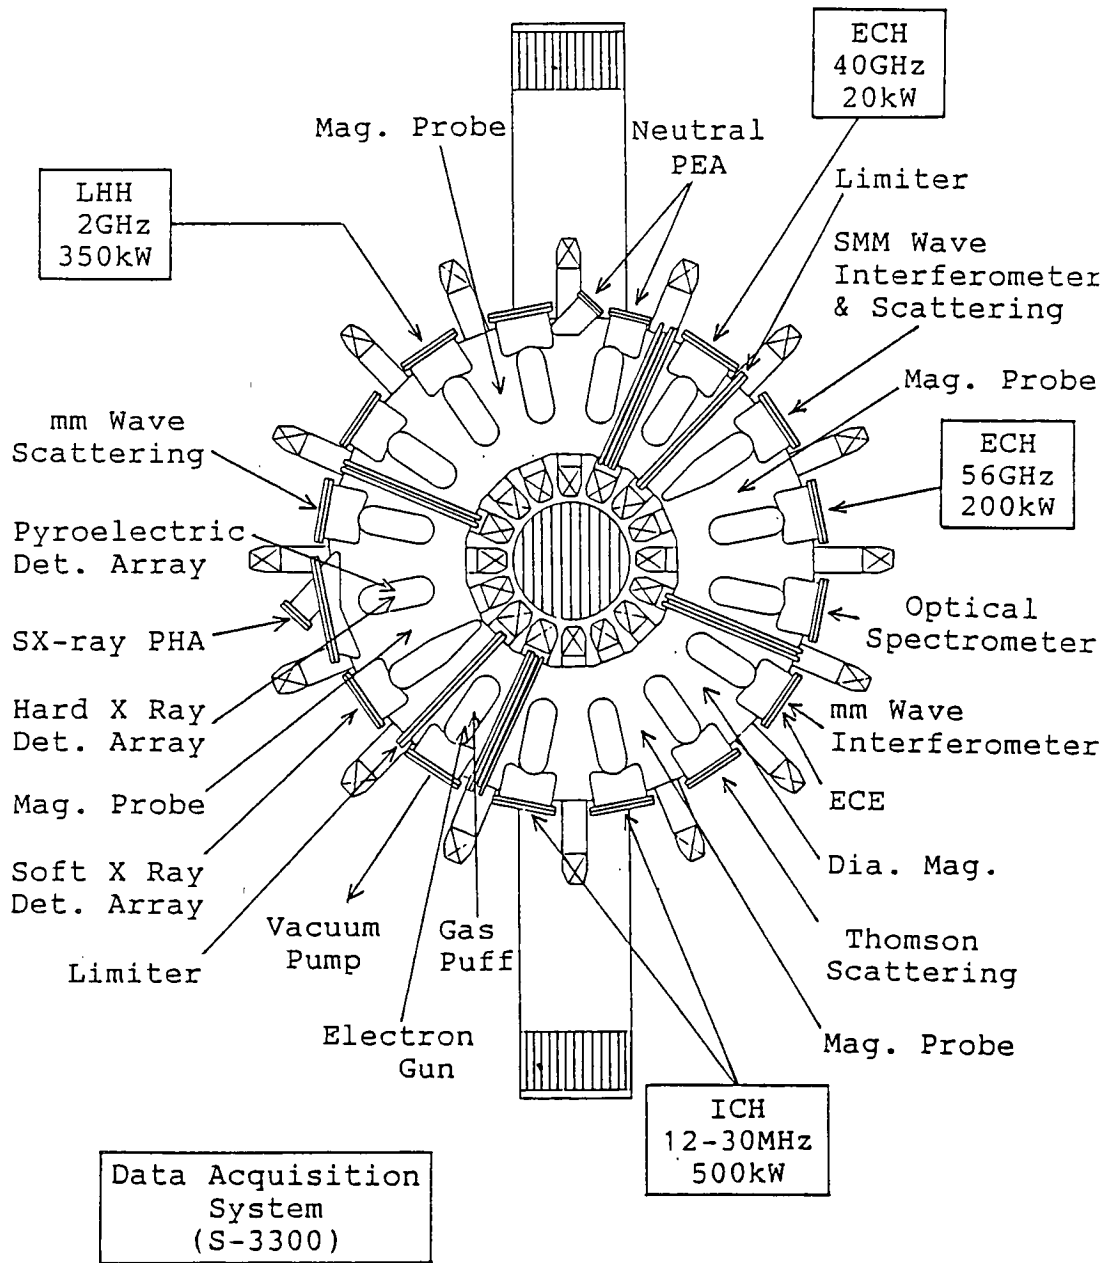 ECH
40GHz
20kW
Mag. Probe
Neutral
PEA
Limiter
LHH
2GHz
350kW
SMM Wave
Interferometer
& Scattering
Mag. Probe
mm Wave
Scattering
ECH
56GHz
200kW
Pyroelectric
Det. Array
Optical
Spectrometer
SX-ray PHA
Hard X Ray
Det. Array
mm Wave
Interferometer
Mag. Probe
ECE
Soft X Ray
Det. Array
Dia. Mag.
Vacuum
Pump
Gas
Puff
Thomson
Scattering
Limiter
Electron
Gun
Mag. Probe
ICH
12-30MHz
500kW
Data Acquisition
System
(S-3300)